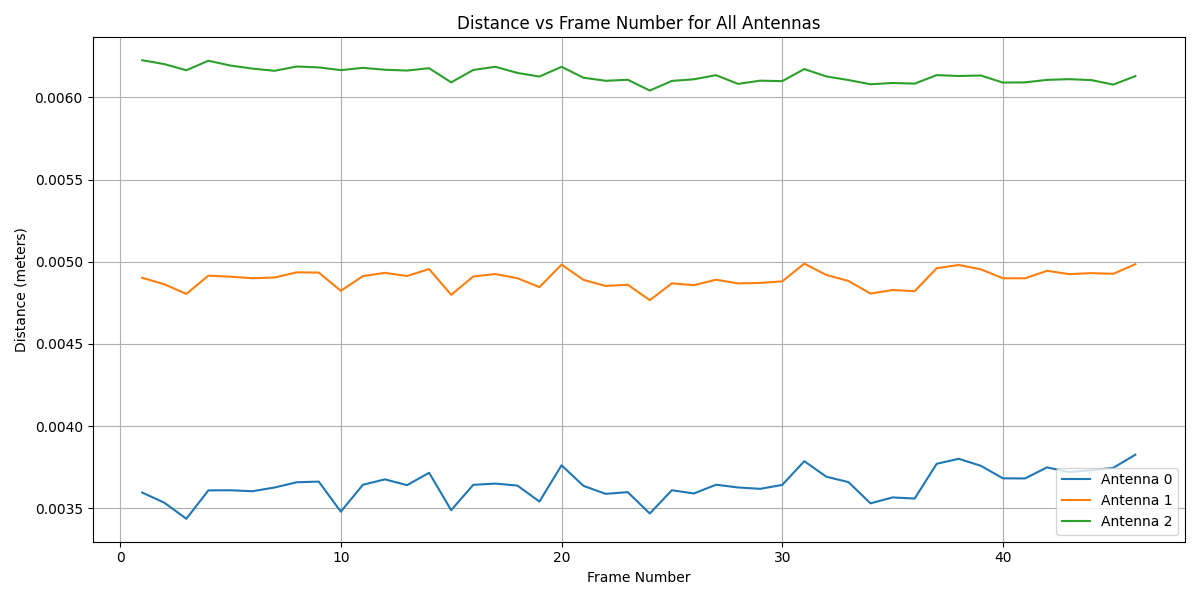 Distance vs Frame Number for All Antennas
0.0060
0.0055
0.0050
0.0045
0.0040
0.0035
Distance (meters)
0 10 20 30 40
Frame Number
Antenna 0
Antenna 1
Antenna 2